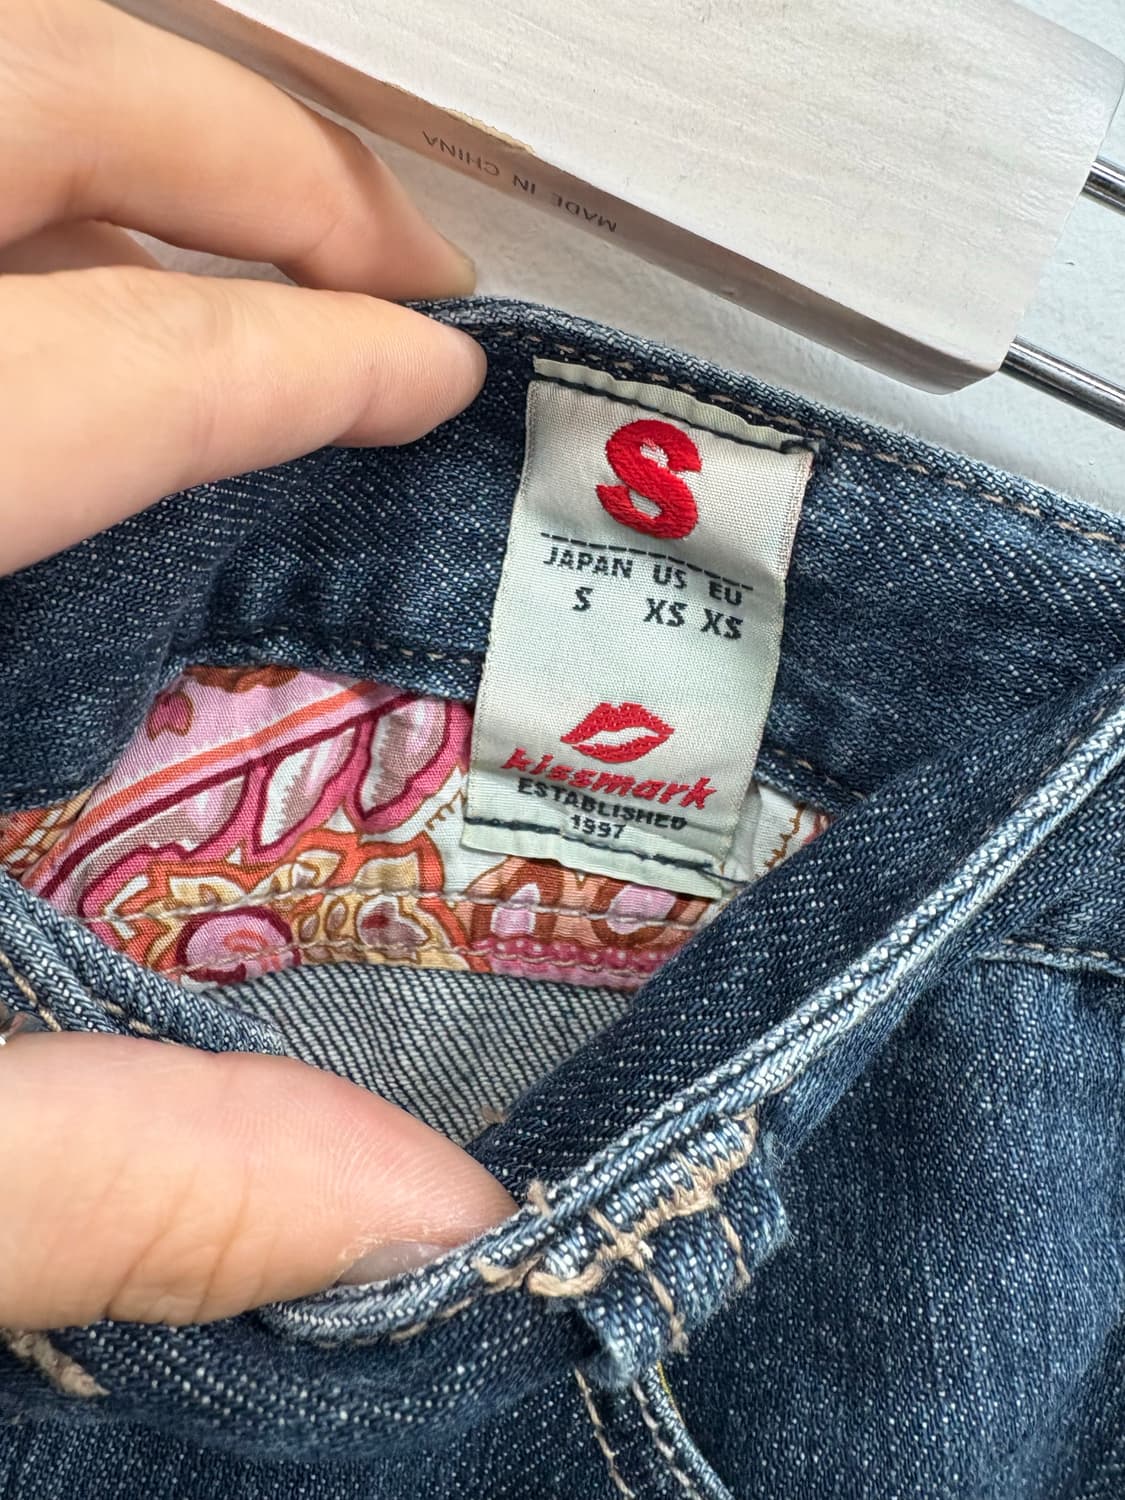 MADE IN CHINA
S
JAPAN US EU
S XS XS
kissmark
ESTABLISHED
1997